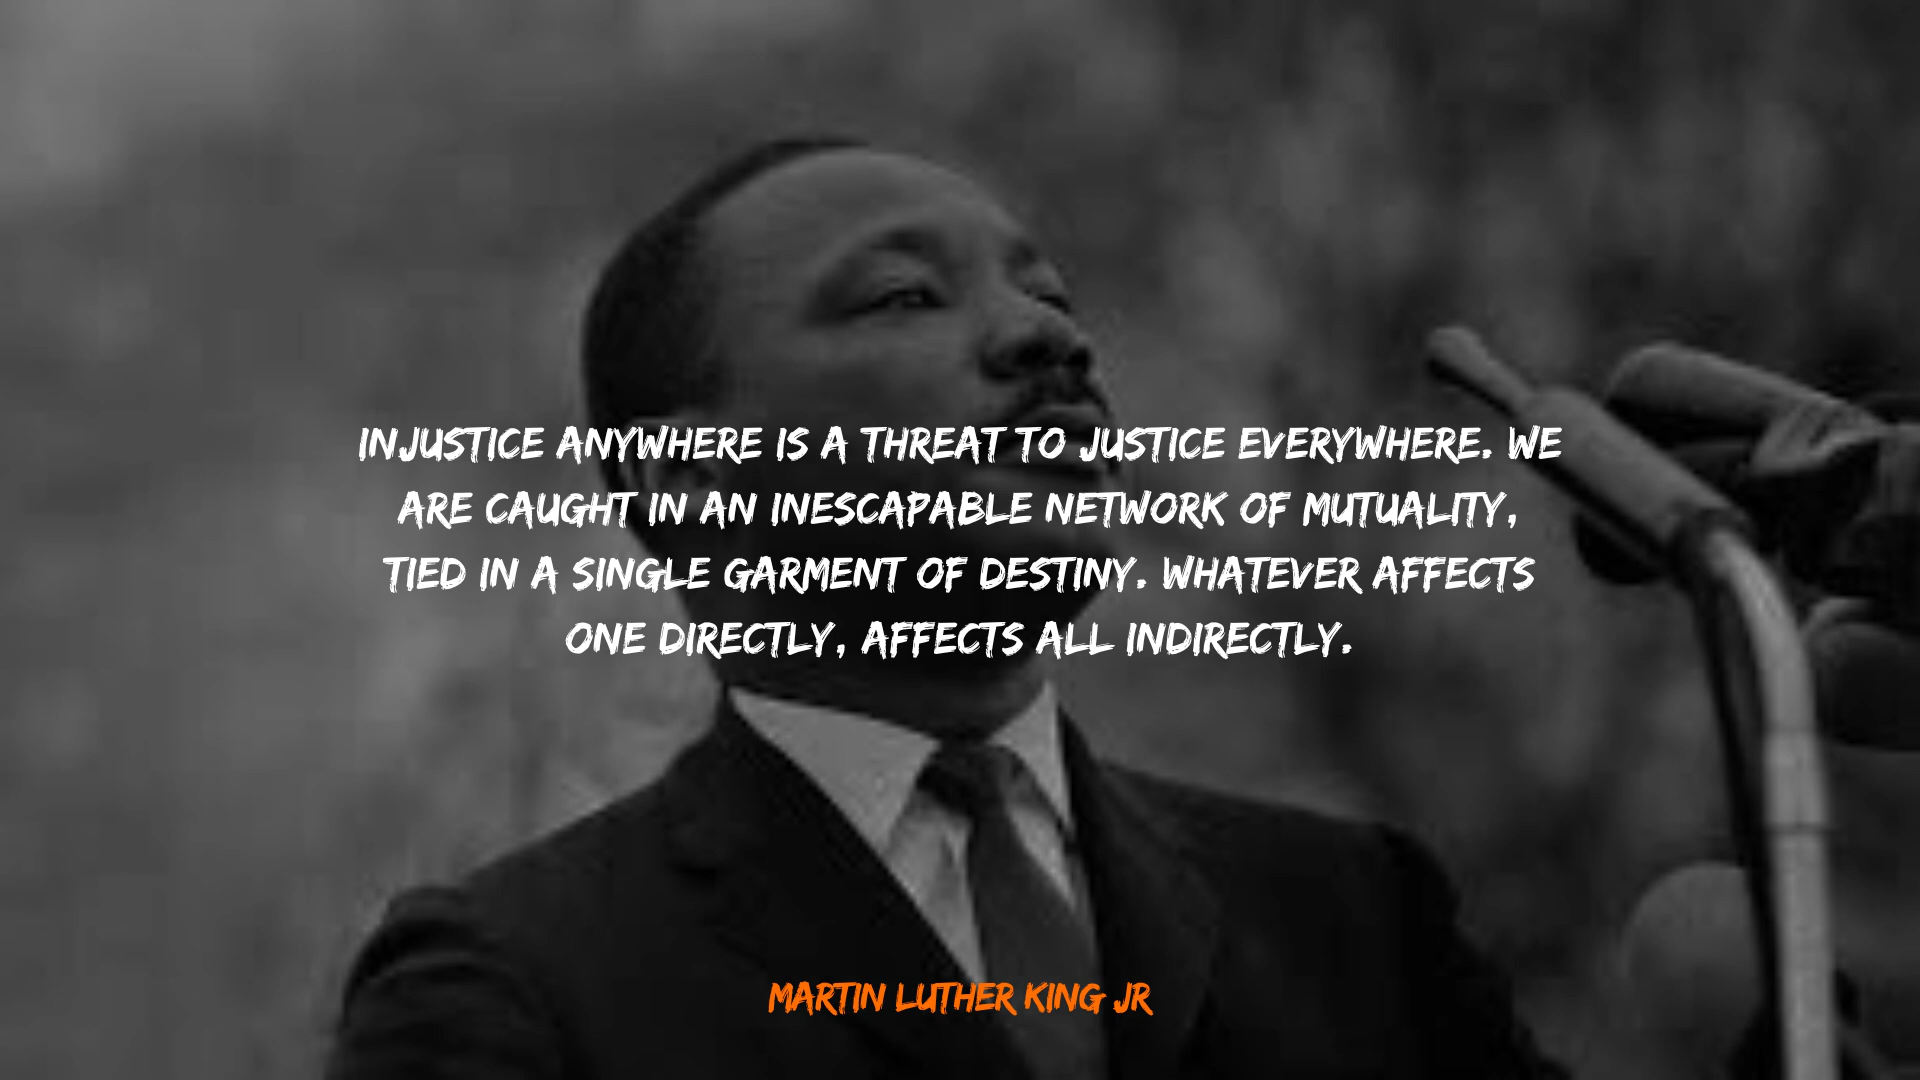 INJUSTICE ANYWHERE IS A THREAT TO JUSTICE EVERYWHERE. WE
ARE CAUGHT IN AN INESCAPABLE NETWORK OF MUTUALITY,
TIED IN A SINGLE GARMENT OF DESTINY. WHATEVER AFFECTS
ONE DIRECTLY, AFFECTS ALL INDIRECTLY.
MARTIN LUTHER KING JR